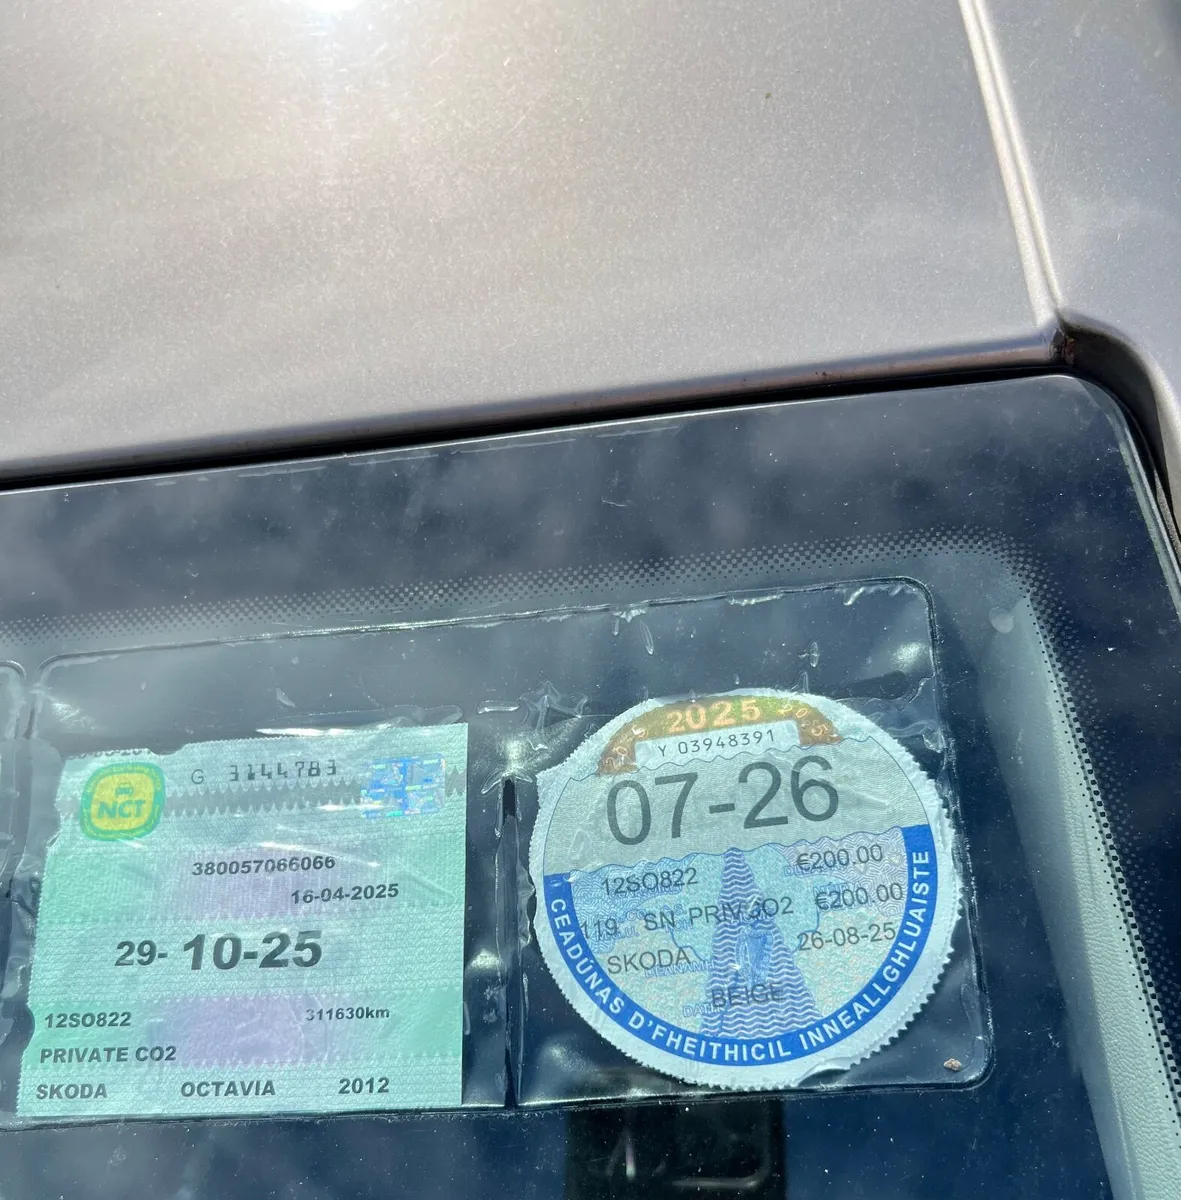 NCT
G 3144783
380057066066
16-04-2025
29- 10-25
12SO822 311630km
PRIVATE CO2
SKODA OCTAVIA 2012
2025
Y 03948391
07-26
12SO822 €200.00
119 SN PRIV CO2 €200.00
SKODA 26-08-25
BEIGE
CEADÚNAS D'FHEITHICIL INNEALLGHLUAISTE